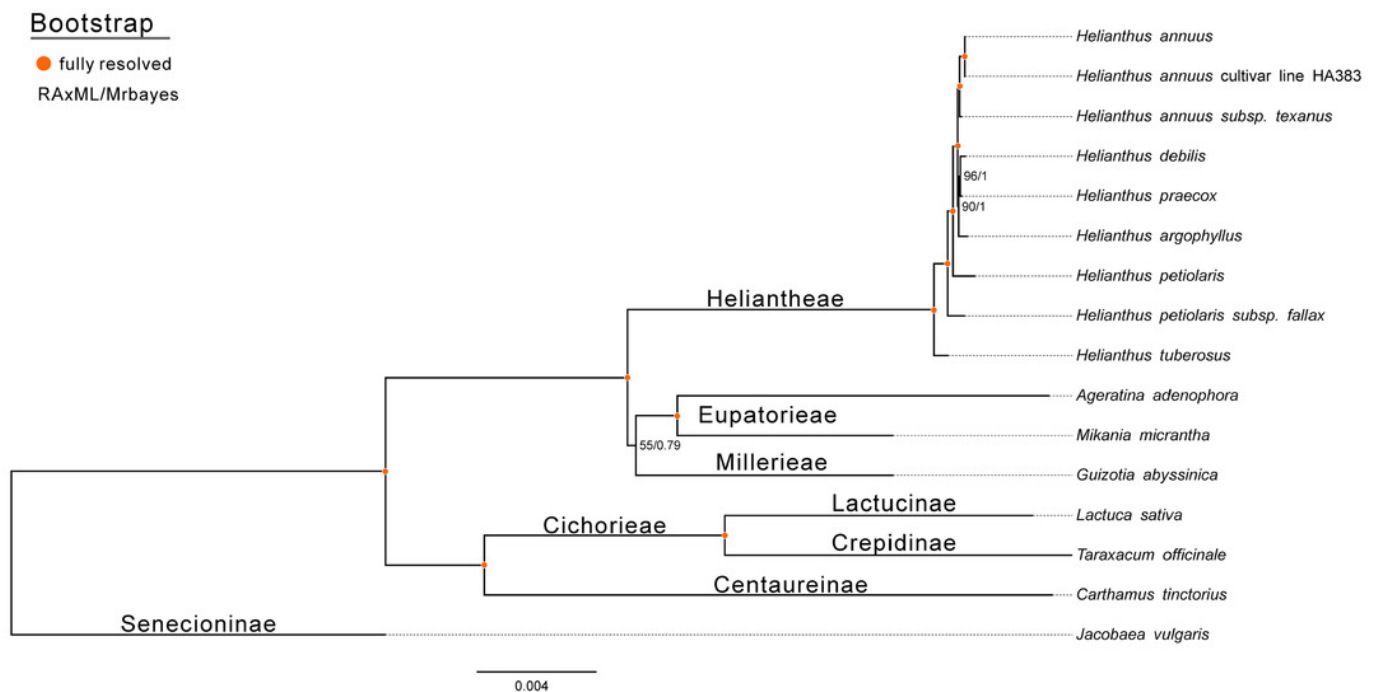 Bootstrap
fully resolved
RAxML/Mrbayes
Helianthus annuus
Helianthus annuus cultivar line HA383
Helianthus annuus subsp. texanus
Helianthus debilis
96/1
Helianthus praecox
90/1
Helianthus argophyllus
Helianthus petiolaris
Heliantheae
Helianthus petiolaris subsp. fallax
Helianthus tuberosus
Ageratina adenophora
Eupatorieae
Mikania micrantha
55/0.79
Millerieae
Guizotia abyssinica
Lactucinae
Lactuca sativa
Cichorieae
Crepidinae
Taraxacum officinale
Centaureinae
Carthamus tinctorius
Senecioninae
Jacobaea vulgaris
0.004